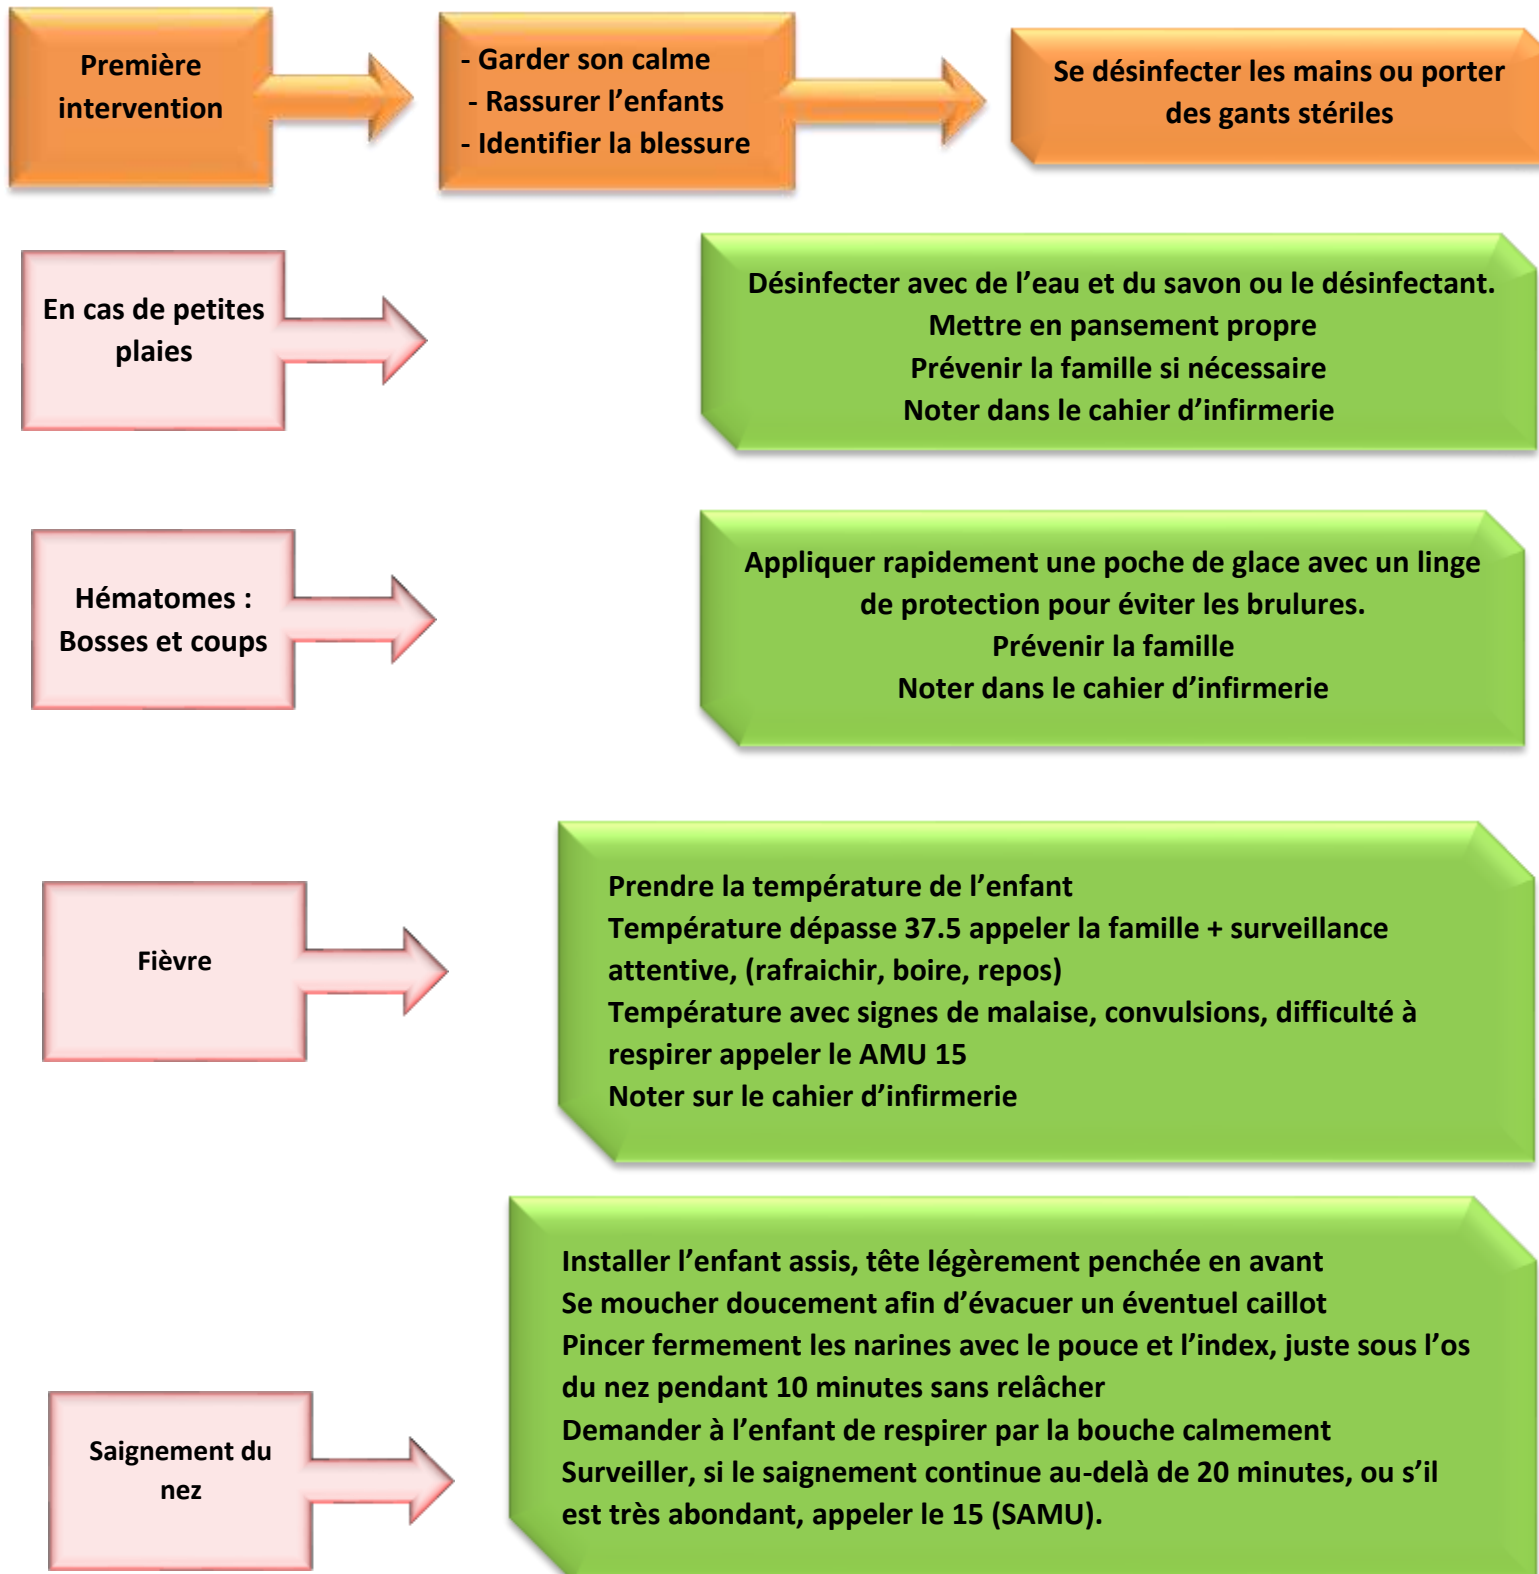 Première
intervention
- Garder son calme
- Rassurer l’enfants
- Identifier la blessure
Se désinfecter les mains ou porter
des gants stériles
En cas de petites
plaies
Désinfecter avec de l’eau et du savon ou le désinfectant.
Mettre en pansement propre
Prévenir la famille si nécessaire
Noter dans le cahier d’infirmerie
Hématomes :
Bosses et coups
Appliquer rapidement une poche de glace avec un linge
de protection pour éviter les brulures.
Prévenir la famille
Noter dans le cahier d’infirmerie
Fièvre
Prendre la température de l’enfant
Température dépasse 37.5 appeler la famille + surveillance
attentive, (rafraichir, boire, repos)
Température avec signes de malaise, convulsions, difficulté à
respirer appeler le AMU 15
Noter sur le cahier d’infirmerie
Saignement du
nez
Installer l’enfant assis, tête légèrement penchée en avant
Se moucher doucement afin d’évacuer un éventuel caillot
Pincer fermement les narines avec le pouce et l’index, juste sous l’os
du nez pendant 10 minutes sans relâcher
Demander à l’enfant de respirer par la bouche calmement
Surveiller, si le saignement continue au-delà de 20 minutes, ou s’il
est très abondant, appeler le 15 (SAMU).